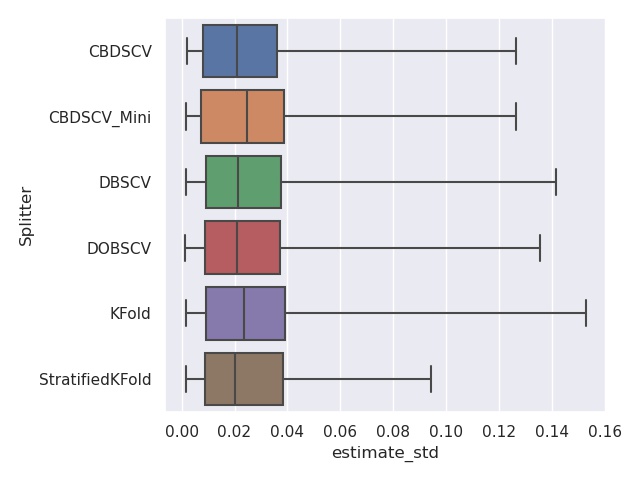 CBDSCV
CBDSCV_Mini
DBSCV
DOBSCV
KFold
StratifiedKFold
Splitter
0.00 0.02 0.04 0.06 0.08 0.10 0.12 0.14 0.16
estimate_std